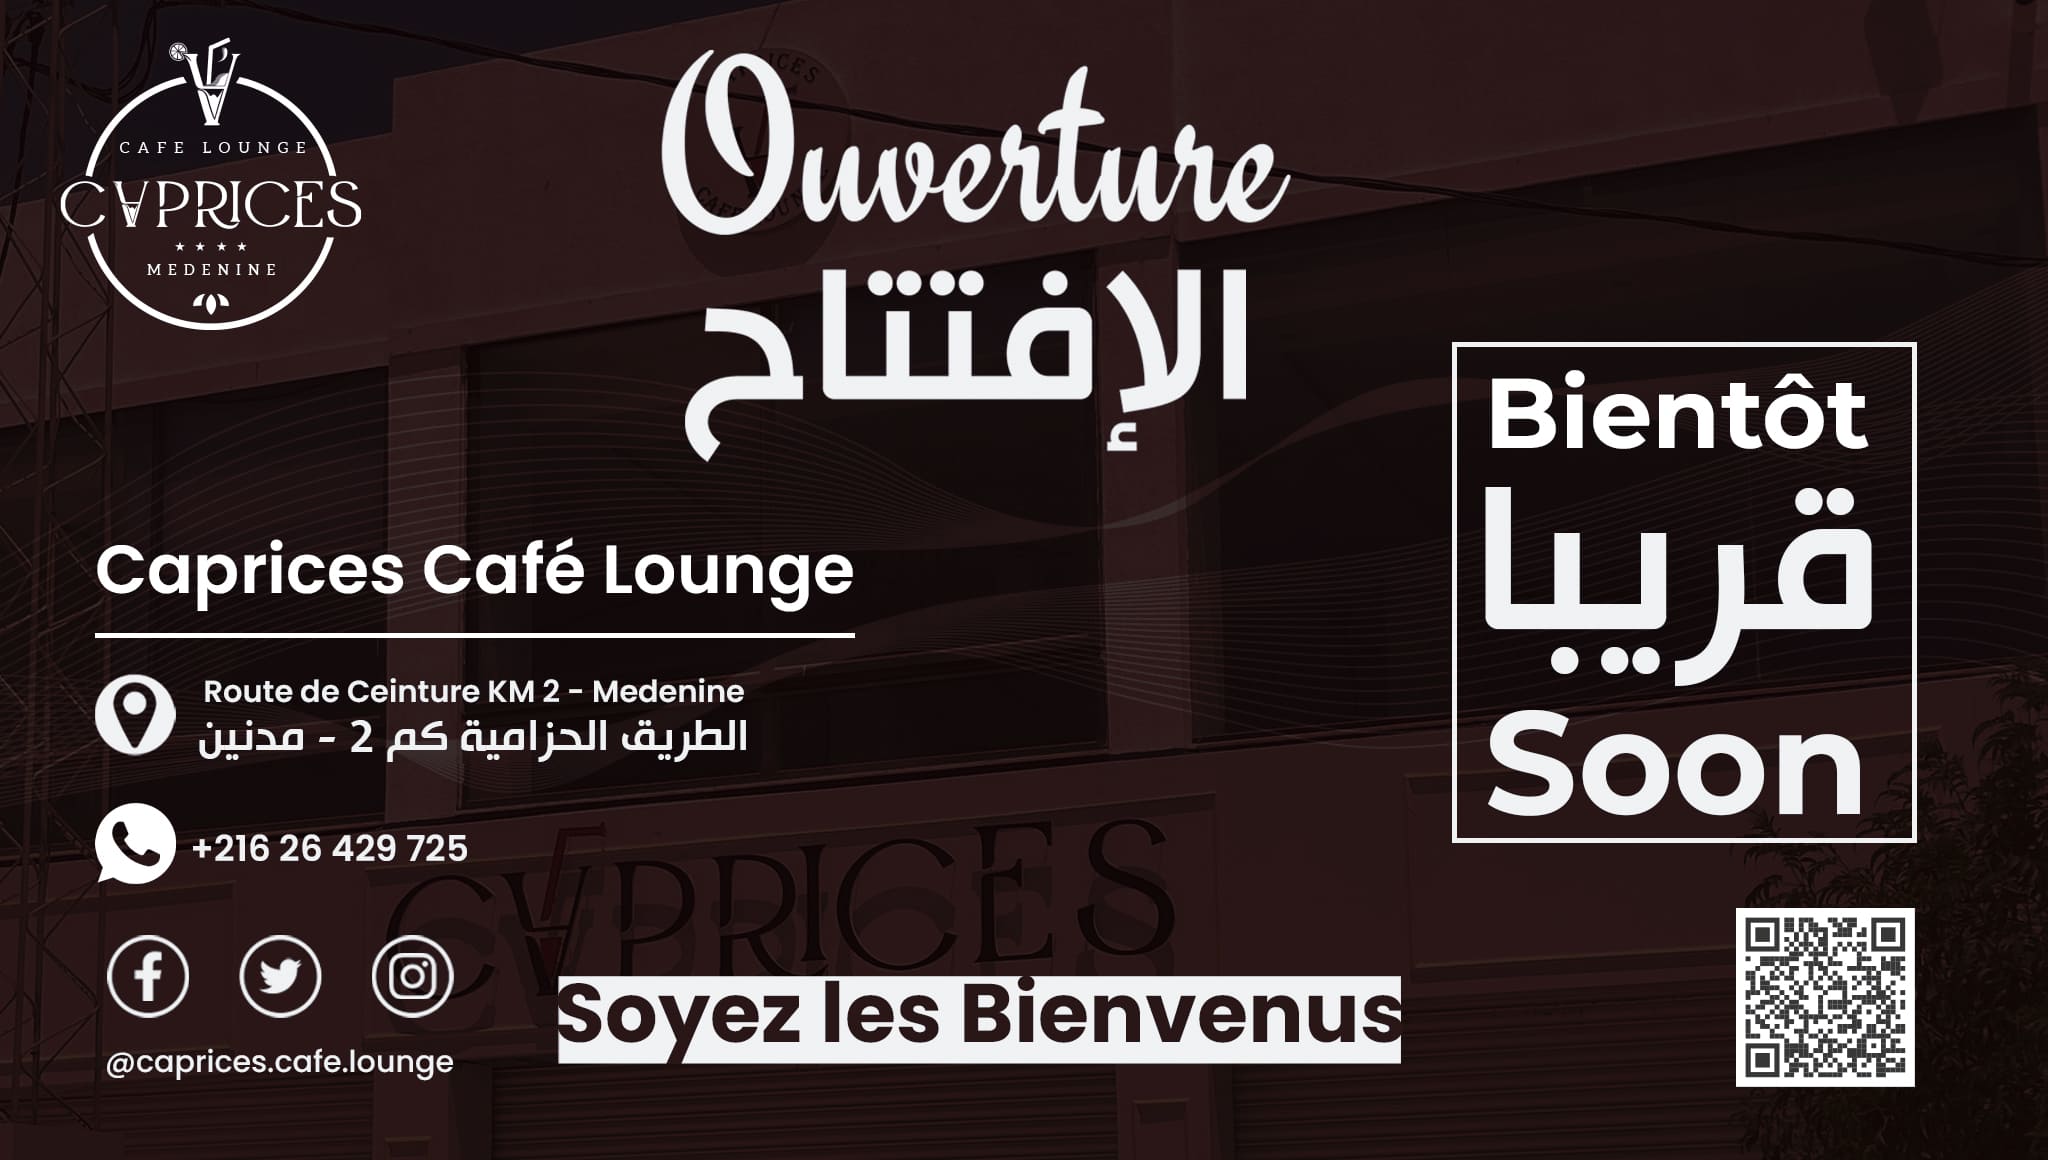 CAFE LOUNGE
CAPRICES
MEDENINE
Ouverture
الإفتتاح
Bientôt
قريبا
Soon
Caprices Café Lounge
Route de Ceinture KM 2 - Medenine
الطريق الحزامية كم 2 - مدنين
+216 26 429 725
CAPRICES
@caprices.cafe.lounge
Soyez les Bienvenus